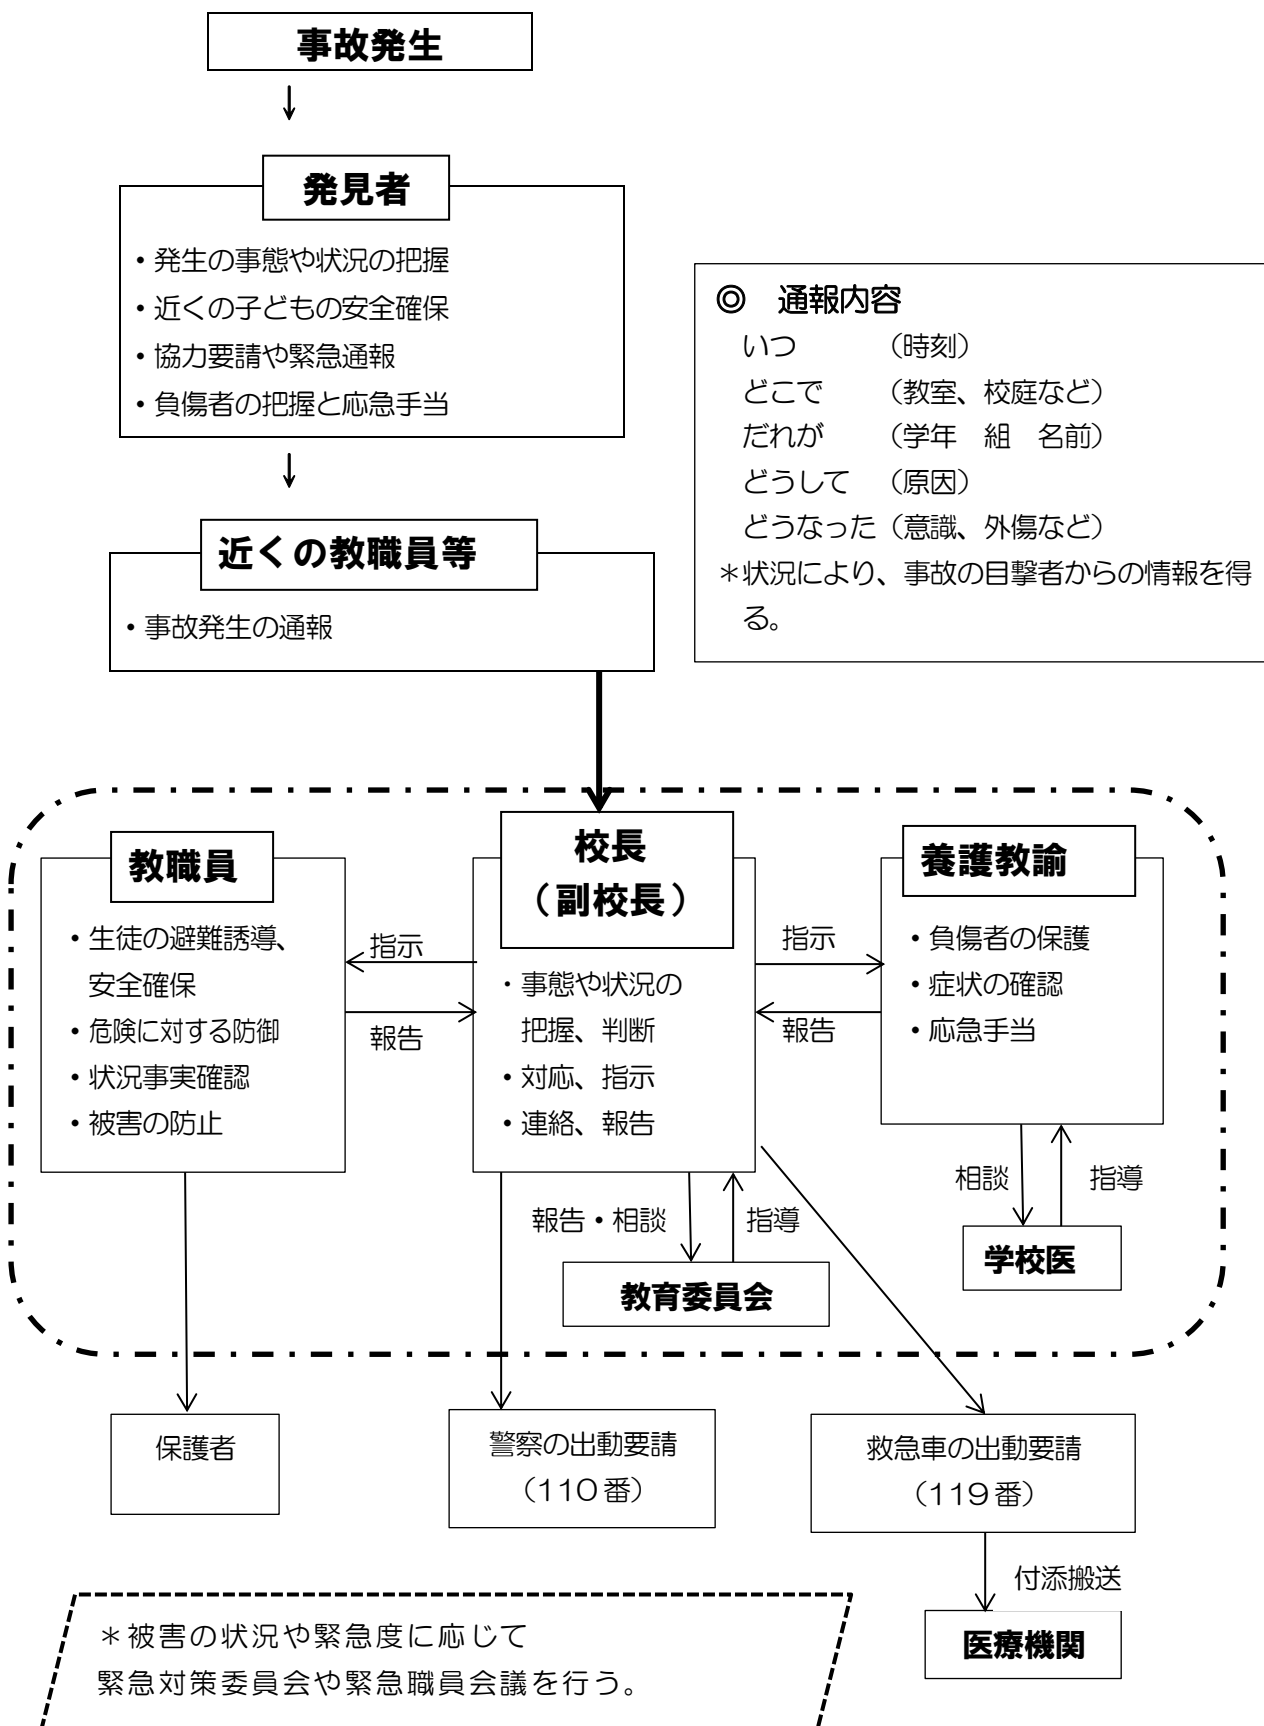 事故発生
発見者
・発生の事態や状況の把握
・近くの子どもの安全確保
・協力要請や緊急通報
・負傷者の把握と応急手当
◎　通報内容
いつ　　　（時刻）
どこで　　（教室、校庭など）
だれが　　（学年　組　名前）
どうして　（原因）
どうなった（意識、外傷など）
＊状況により、事故の目撃者からの情報を得
る。
近くの教職員等
・事故発生の通報
教職員
・生徒の避難誘導、
安全確保
・危険に対する防御
・状況事実確認
・被害の防止
指示
報告
校長
（副校長）
・事態や状況の
把握、判断
・対応、指示
・連絡、報告
指示
報告
養護教諭
・負傷者の保護
・症状の確認
・応急手当
報告・相談
指導
教育委員会
相談
指導
学校医
保護者
警察の出動要請
（110番）
救急車の出動要請
（119番）
付添搬送
医療機関
＊被害の状況や緊急度に応じて
緊急対策委員会や緊急職員会議を行う。